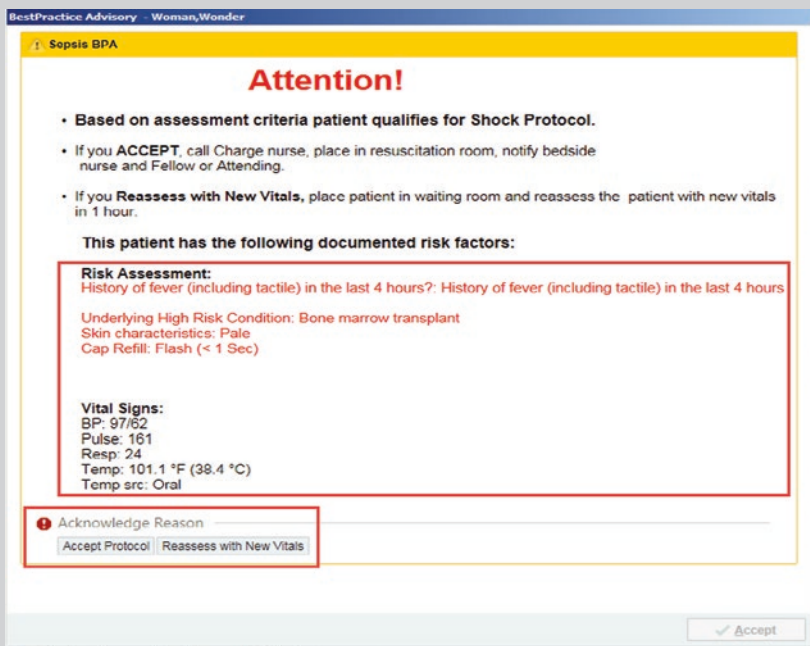 BestPractice Advisory - Woman,Wonder
Sopsis BPA
Attention!
• Based on assessment criteria patient qualifies for Shock Protocol.
• If you ACCEPT, call Charge nurse, place in resuscitation room, notify bedside
nurse and Fellow or Attending.
• If you Reassess with New Vitals, place patient in waiting room and reassess the patient with new vitals
in 1 hour.
This patient has the following documented risk factors:
Risk Assessment:
History of fever (including tactile) in the last 4 hours?: History of fever (including tactile) in the last 4 hours
Underlying High Risk Condition: Bone marrow transplant
Skin characteristics: Pale
Cap Refill: Flash (< 1 Sec)
Vital Signs:
BP: 97/62
Pulse: 161
Resp: 24
Temp: 101.1 °F (38.4 °C)
Temp src: Oral
Acknowledge Reason
Accept Protocol Reassess with New Vitals
Accept